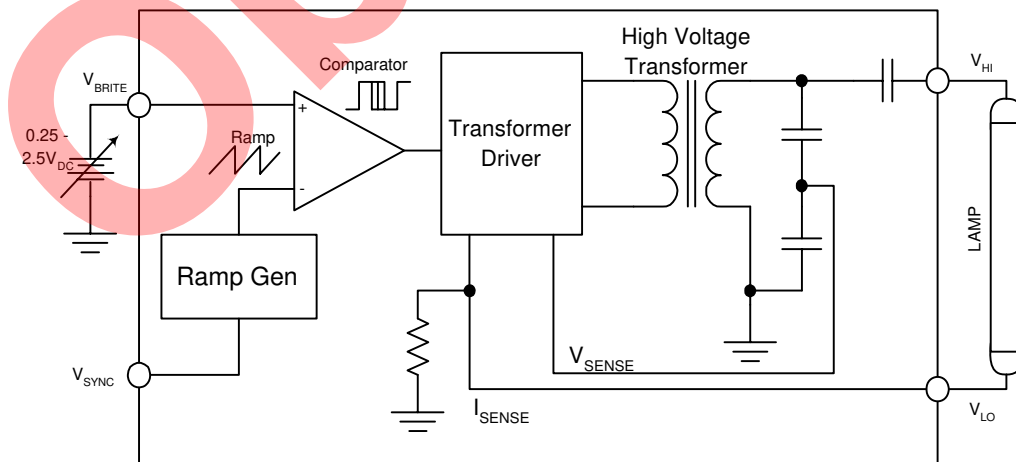 High Voltage
Transformer
V_HI
V_BRITE
Comparator
+
0.25 -
2.5V_DC
Ramp
Transformer
Driver
-
LAMP
Ramp Gen
V_SENSE
V_SYNC
I_SENSE
V_LO